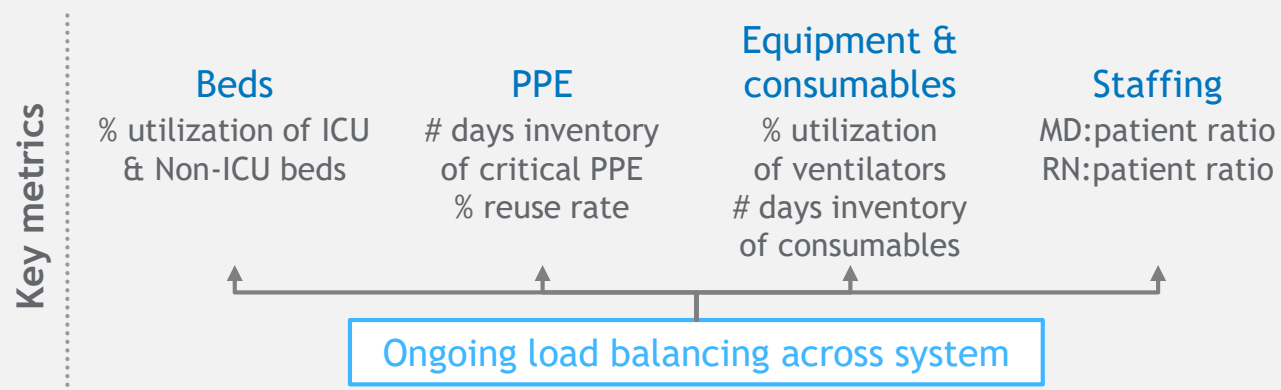 Key metrics
Beds
% utilization of ICU
& Non-ICU beds
PPE
# days inventory
of critical PPE
% reuse rate
Equipment &
consumables
% utilization
of ventilators
# days inventory
of consumables
Staffing
MD:patient ratio
RN:patient ratio
Ongoing load balancing across system